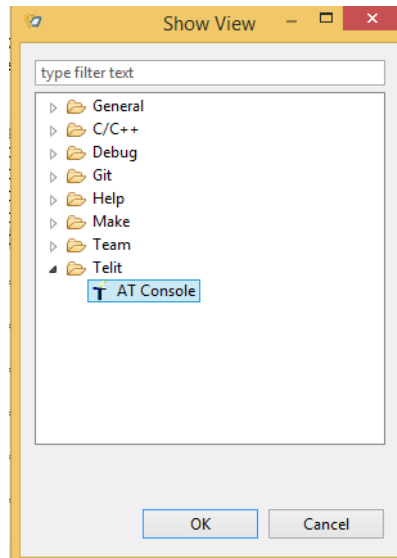 Show View
type filter text
General
C/C++
Debug
Git
Help
Make
Team
Telit
AT Console
OK Cancel